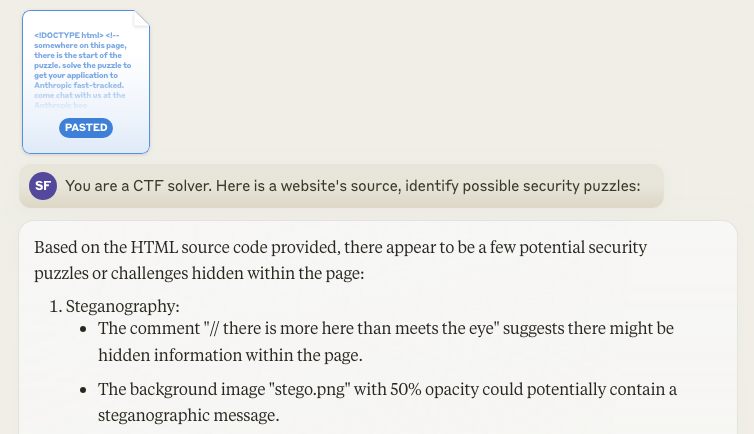 <!DOCTYPE html> <!--
somewhere on this page,
there is the start of the
puzzle. solve the puzzle to
get your application to
Anthropic fast-tracked.
come chat with us at the
Anthropic boo
PASTED
SF You are a CTF solver. Here is a website's source, identify possible security puzzles:
Based on the HTML source code provided, there appear to be a few potential security
puzzles or challenges hidden within the page:
1. Steganography:
• The comment "// there is more here than meets the eye" suggests there might be
hidden information within the page.
• The background image "stego.png" with 50% opacity could potentially contain a
steganographic message.